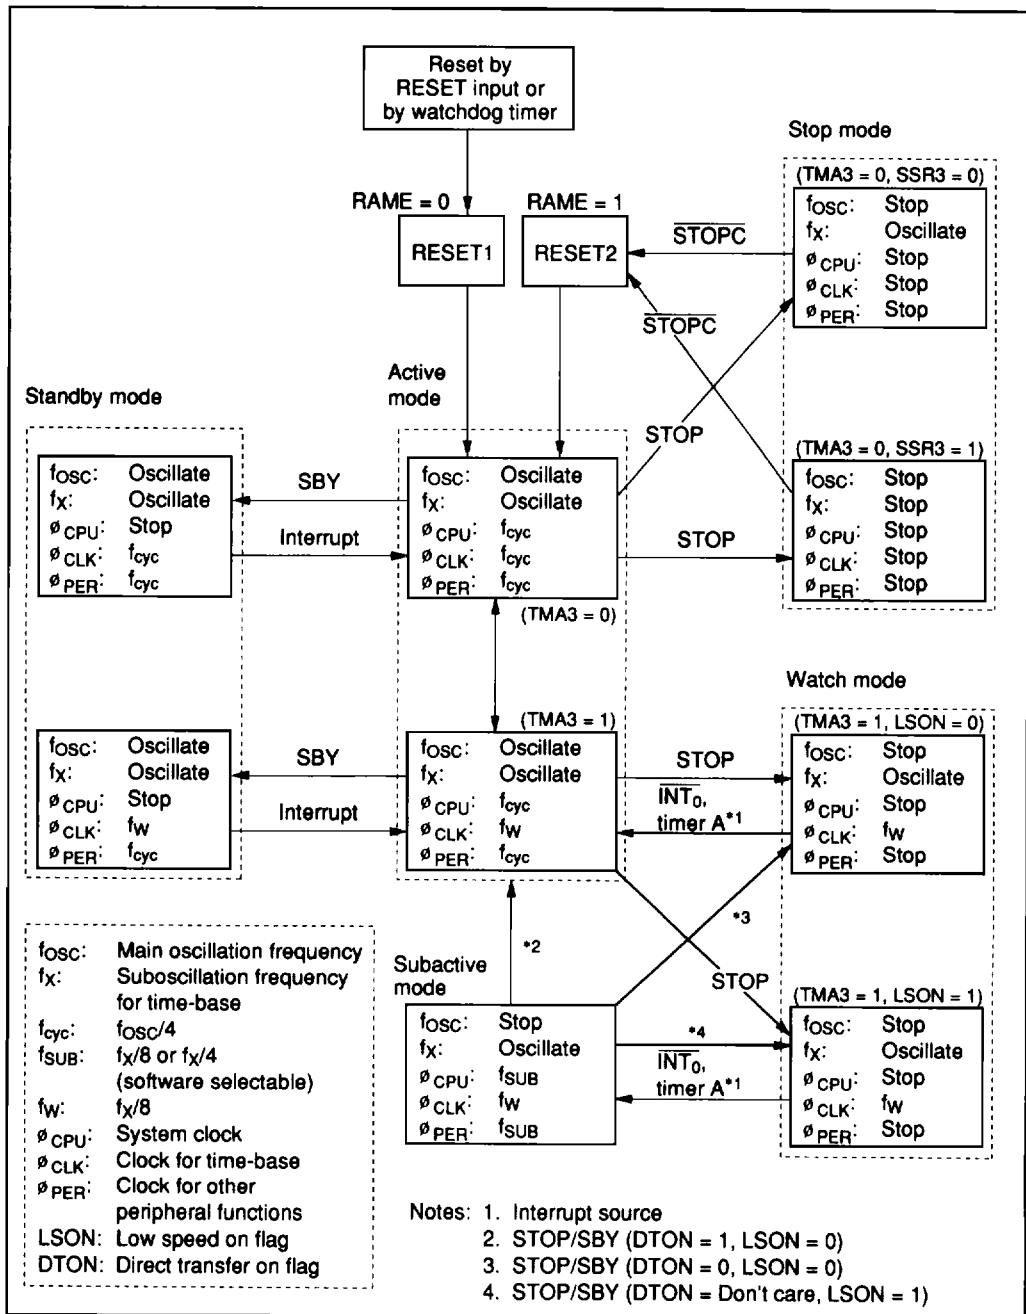 Reset by
RESET input or
by watchdog timer
Stop mode
(TMA3 = 0, SSR3 = 0)
RAME = 0
RAME = 1
RESET1
RESET2
STOPC
STOPC
fOSC: Stop
fX: Oscillate
øCPU: Stop
øCLK: Stop
øPER: Stop
Standby mode
Active
mode
STOP
(TMA3 = 0, SSR3 = 1)
fOSC: Oscillate
fX: Oscillate
øCPU: Stop
øCLK: fcyc
øPER: fcyc
SBY
Interrupt
fOSC: Oscillate
fX: Oscillate
øCPU: fcyc
øCLK: fcyc
øPER: fcyc
(TMA3 = 0)
STOP
fOSC: Stop
fX: Stop
øCPU: Stop
øCLK: Stop
øPER: Stop
Watch mode
(TMA3 = 1)
(TMA3 = 1, LSON = 0)
fOSC: Oscillate
fX: Oscillate
øCPU: Stop
øCLK: fW
øPER: fcyc
SBY
Interrupt
fOSC: Oscillate
fX: Oscillate
øCPU: fcyc
øCLK: fW
øPER: fcyc
STOP
INT0,
timer A*1
fOSC: Stop
fX: Oscillate
øCPU: Stop
øCLK: fW
øPER: Stop
*2
*3
STOP
Subactive
mode
(TMA3 = 1, LSON = 1)
fOSC: Stop
fX: Oscillate
øCPU: fSUB
øCLK: fW
øPER: fSUB
*4
INT0,
timer A*1
fOSC: Stop
fX: Oscillate
øCPU: Stop
øCLK: fW
øPER: Stop
fOSC: Main oscillation frequency
fX: Suboscillation frequency
for time-base
fcyc: fOSC/4
fSUB: fX/8 or fX/4
(software selectable)
fW: fX/8
øCPU: System clock
øCLK: Clock for time-base
øPER: Clock for other
peripheral functions
LSON: Low speed on flag
DTON: Direct transfer on flag
Notes: 1. Interrupt source
2. STOP/SBY (DTON = 1, LSON = 0)
3. STOP/SBY (DTON = 0, LSON = 0)
4. STOP/SBY (DTON = Don't care, LSON = 1)